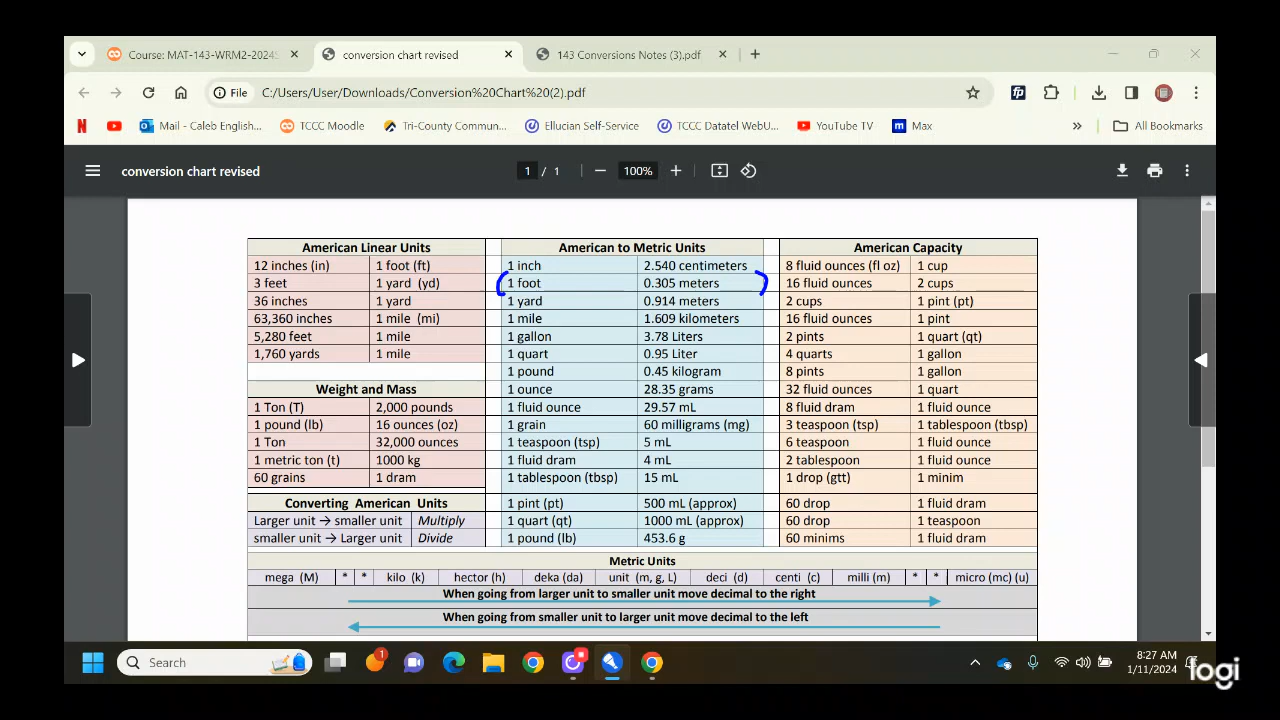 Course: MAT-143-WRM2-2024S
conversion chart revised
143 Conversions Notes (3).pdf
File C:/Users/User/Downloads/Conversion%20Chart%20(2).pdf
Mail - Caleb English...
TCCC Moodle
Tri-County Commun...
Ellucian Self-Service
TCCC Datatel WebU...
YouTube TV
Max
All Bookmarks
conversion chart revised
1 / 1
100%
American Linear Units
12 inches (in) 1 foot (ft)
3 feet 1 yard (yd)
36 inches 1 yard
63,360 inches 1 mile (mi)
5,280 feet 1 mile
1,760 yards 1 mile
Weight and Mass
1 Ton (T) 2,000 pounds
1 pound (lb) 16 ounces (oz)
1 Ton 32,000 ounces
1 metric ton (t) 1000 kg
60 grains 1 dram
Converting American Units
Larger unit → smaller unit Multiply
smaller unit → Larger unit Divide
American to Metric Units
1 inch 2.540 centimeters
1 foot 0.305 meters
1 yard 0.914 meters
1 mile 1.609 kilometers
1 gallon 3.78 Liters
1 quart 0.95 Liter
1 pound 0.45 kilogram
1 ounce 28.35 grams
1 fluid ounce 29.57 mL
1 grain 60 milligrams (mg)
1 teaspoon (tsp) 5 mL
1 fluid dram 4 mL
1 tablespoon (tbsp) 15 mL
1 pint (pt) 500 mL (approx)
1 quart (qt) 1000 mL (approx)
1 pound (lb) 453.6 g
American Capacity
8 fluid ounces (fl oz) 1 cup
16 fluid ounces 2 cups
2 cups 1 pint (pt)
16 fluid ounces 1 pint
2 pints 1 quart (qt)
4 quarts 1 gallon
8 pints 1 gallon
32 fluid ounces 1 quart
8 fluid dram 1 fluid ounce
3 teaspoon (tsp) 1 tablespoon (tbsp)
6 teaspoon 1 fluid ounce
2 tablespoon 1 fluid ounce
1 drop (gtt) 1 minim
60 drop 1 fluid dram
60 drop 1 teaspoon
60 minims 1 fluid dram
Metric Units
mega (M) * * kilo (k) hector (h) deka (da) unit (m, g, L) deci (d) centi (c) milli (m) * * micro (mc) (u)
When going from larger unit to smaller unit move decimal to the right
When going from smaller unit to larger unit move decimal to the left
Search
1
8:27 AM
1/11/2024
logi